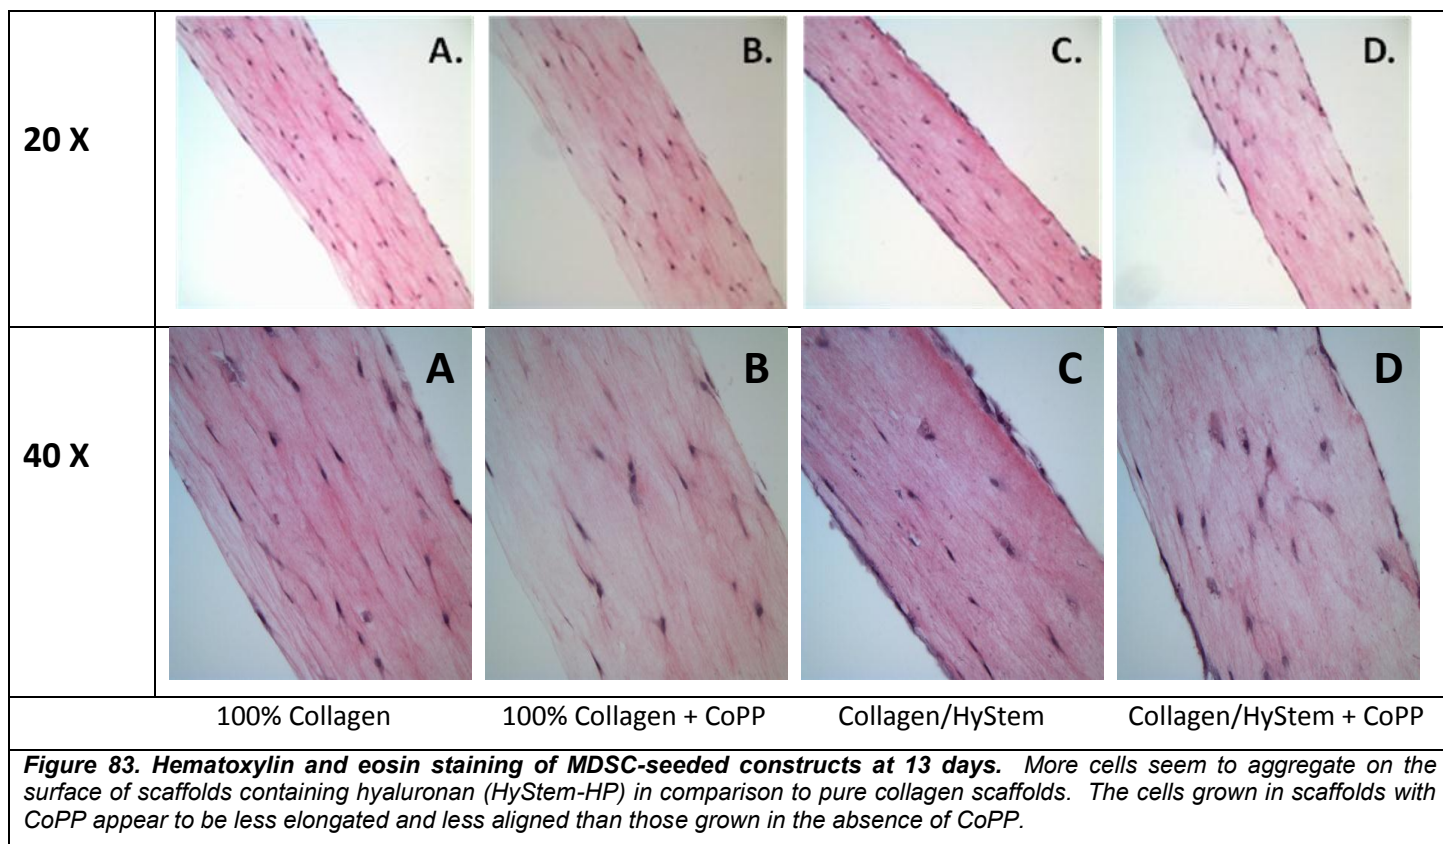 A.
B.
C.
D.
20 X
A
B
C
D
40 X
100% Collagen
100% Collagen + CoPP
Collagen/HyStem
Collagen/HyStem + CoPP
Figure 83. Hematoxylin and eosin staining of MDSC-seeded constructs at 13 days. More cells seem to aggregate on the
surface of scaffolds containing hyaluronan (HyStem-HP) in comparison to pure collagen scaffolds. The cells grown in scaffolds with
CoPP appear to be less elongated and less aligned than those grown in the absence of CoPP.